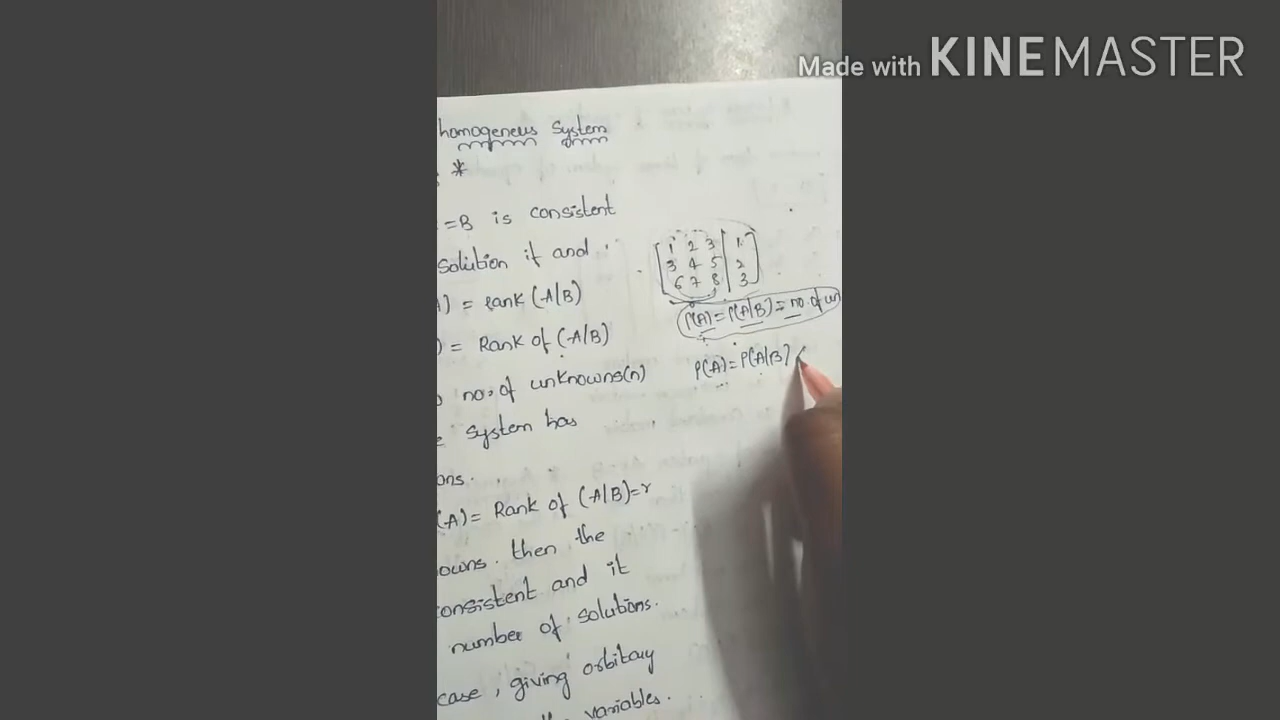 Made with KINEMASTER
homogeneus System
*
=B is consistent
solution if and
) = rank (A|B)
) = Rank of (A|B)
no. of unknowns(n)
System has
ons.
(A) = Rank of (A|B)=r
owns. then the
consistent and it
number of solutions.
case, giving orbitary
variables.
1 2 3 | 1
3 4 5 | 2
6 7 8 | 3
ρ(A) = ρ(A|B) = no. of un
ρ(A) = ρ(A|B) <